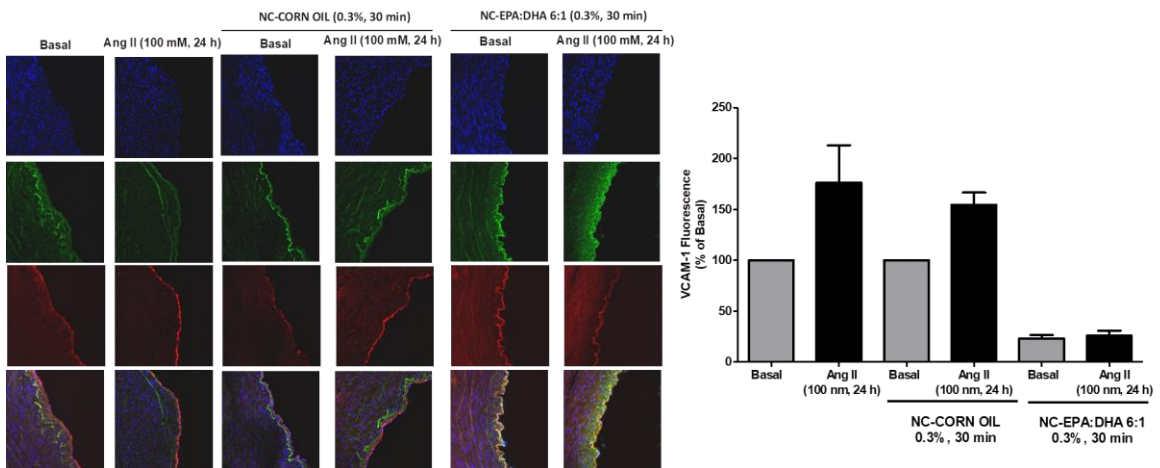 NC-CORN OIL (0.3%, 30 min)
NC-EPA:DHA 6:1 (0.3%, 30 min)
Basal
Ang II (100 mM, 24 h)
Basal
Ang II (100 mM, 24 h)
Basal
Ang II (100 mM, 24 h)
VCAM-1 Fluorescence
(% of Basal)
250
200
150
100
50
0
Basal
Ang II
(100 nm, 24 h)
Basal
Ang II
(100 nm, 24 h)
Basal
Ang II
(100 nm, 24 h)
NC-CORN OIL
0.3% , 30 min
NC-EPA:DHA 6:1
0.3% , 30 min